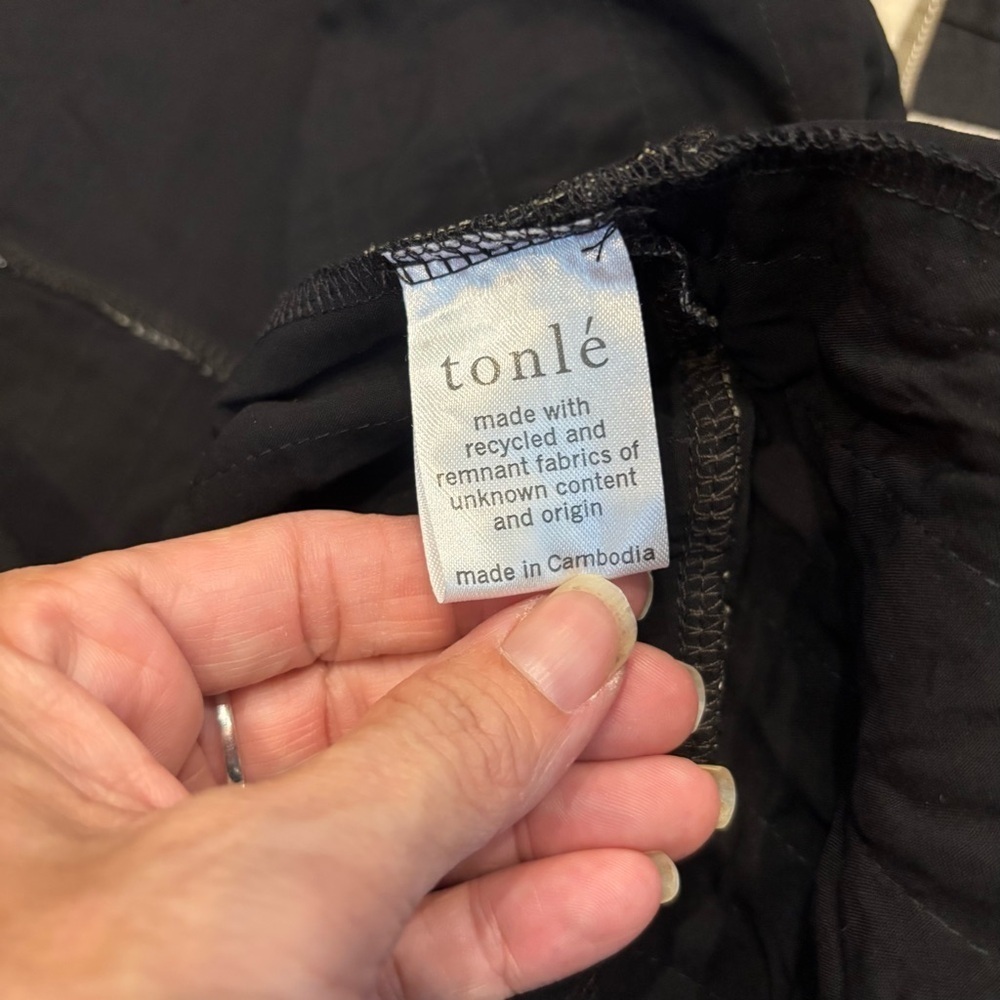 tonlé
made with
recycled and
remnant fabrics of
unknown content
and origin
made in Cambodia